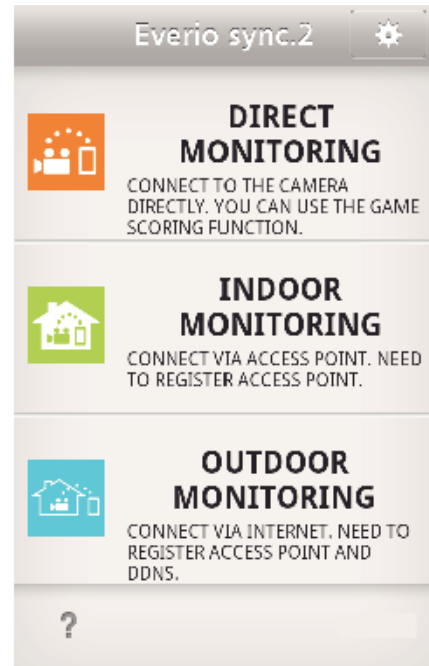 Everio sync.2
DIRECT
MONITORING
CONNECT TO THE CAMERA
DIRECTLY. YOU CAN USE THE GAME
SCORING FUNCTION.
INDOOR
MONITORING
CONNECT VIA ACCESS POINT. NEED
TO REGISTER ACCESS POINT.
OUTDOOR
MONITORING
CONNECT VIA INTERNET. NEED TO
REGISTER ACCESS POINT AND
DDNS.
?